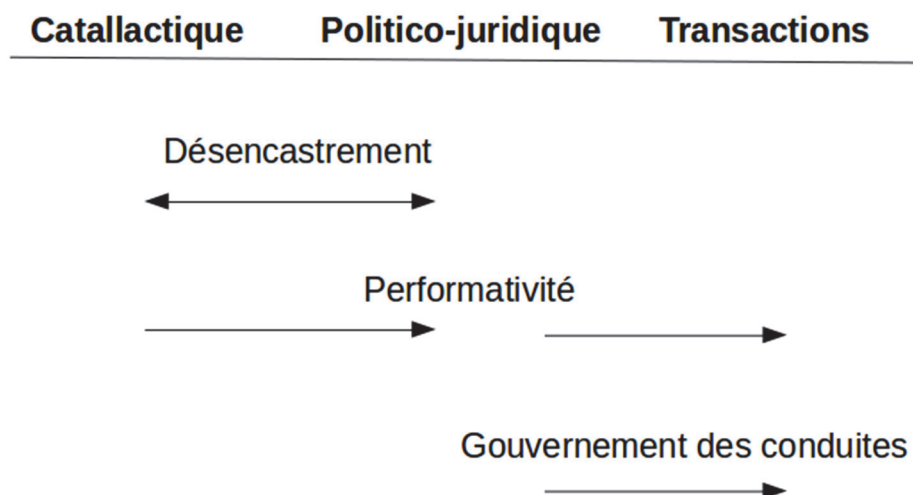 Catallactique Politico-juridique Transactions
Désencastrement
Performativité
Gouvernement des conduites